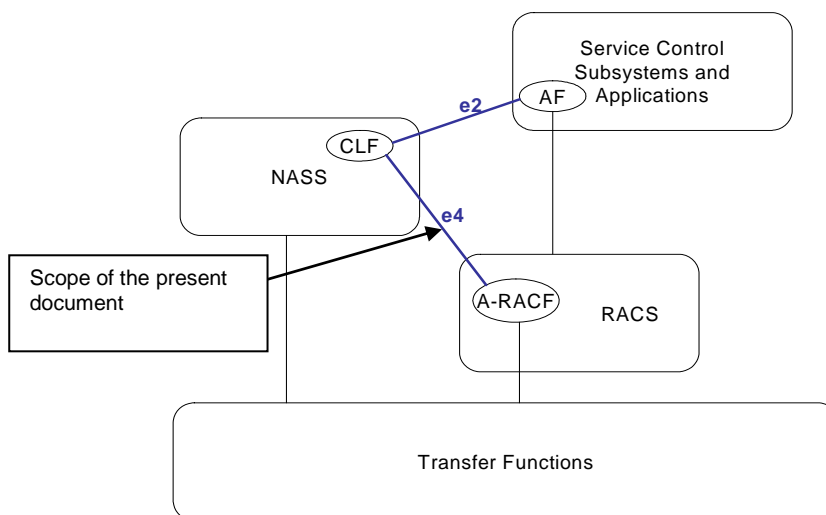 Service Control
Subsystems and
Applications
AF
e2
CLF
NASS
e4
Scope of the present
document
A-RACF
RACS
Transfer Functions